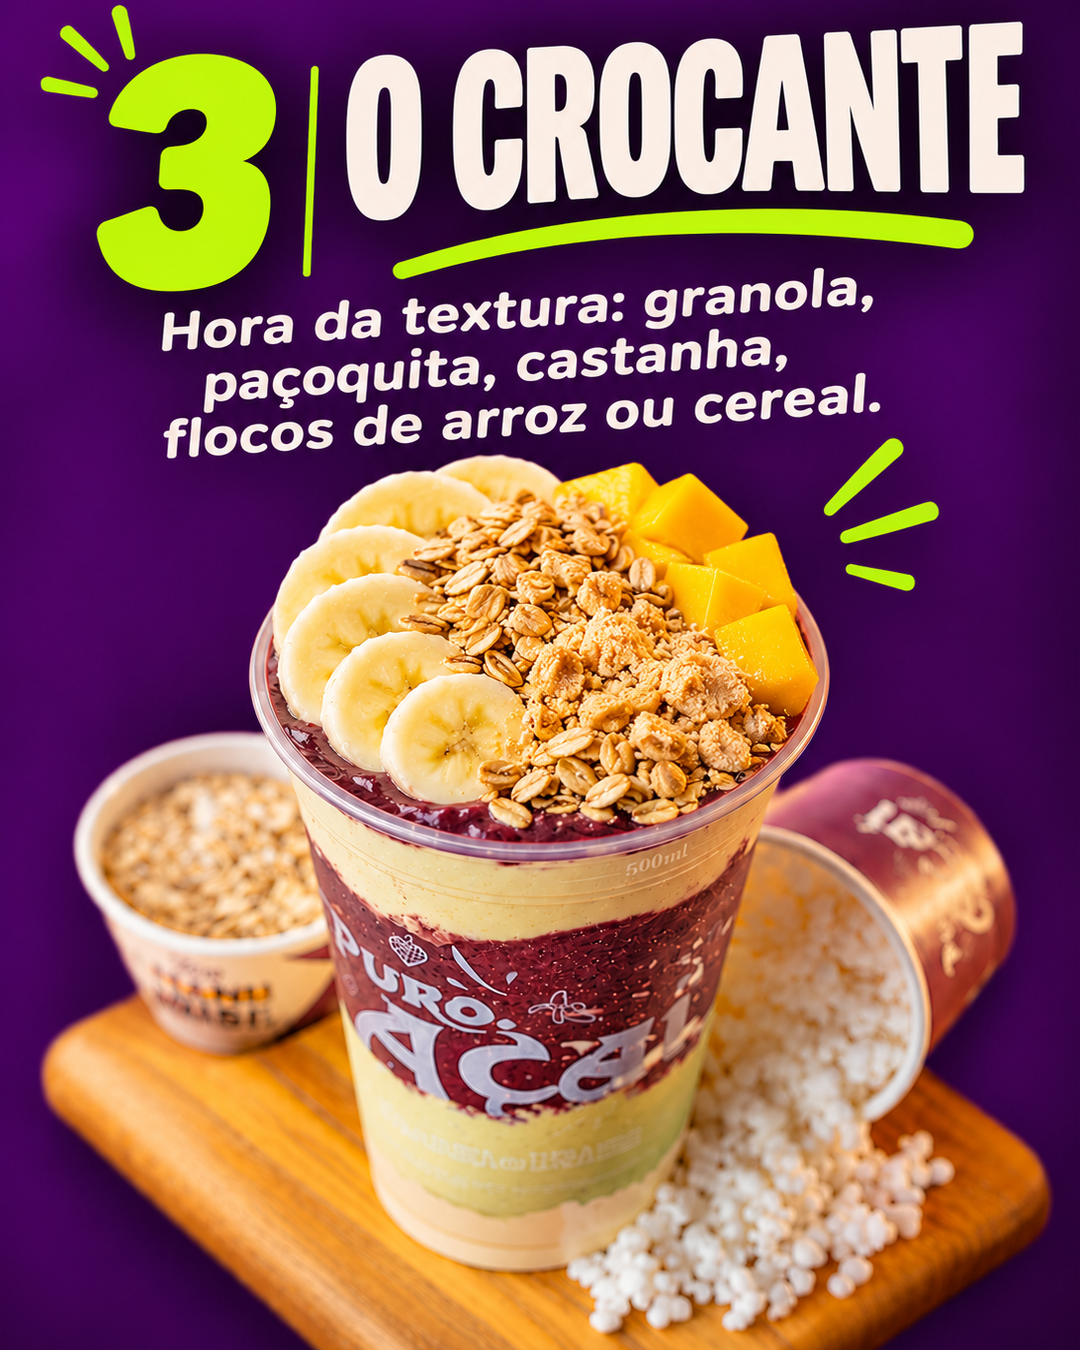 3 | O CROCANTE
Hora da textura: granola,
paçoquita, castanha,
flocos de arroz ou cereal.
500ml
PURO
AÇAÍ